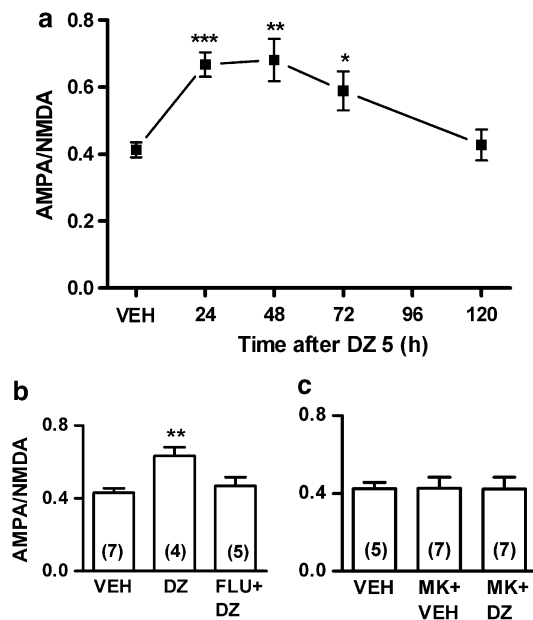 a
0.8
***
**
*
0.6
0.4
0.2
0.0
AMPA/NMDA
VEH 24 48 72 96 120
Time after DZ 5 (h)
b
0.8
**
0.4
0.0
AMPA/NMDA
(7) (4) (5)
VEH DZ FLU+
DZ
c
0.8
0.4
0.0
(5) (7) (7)
VEH MK+ MK+
VEH DZ